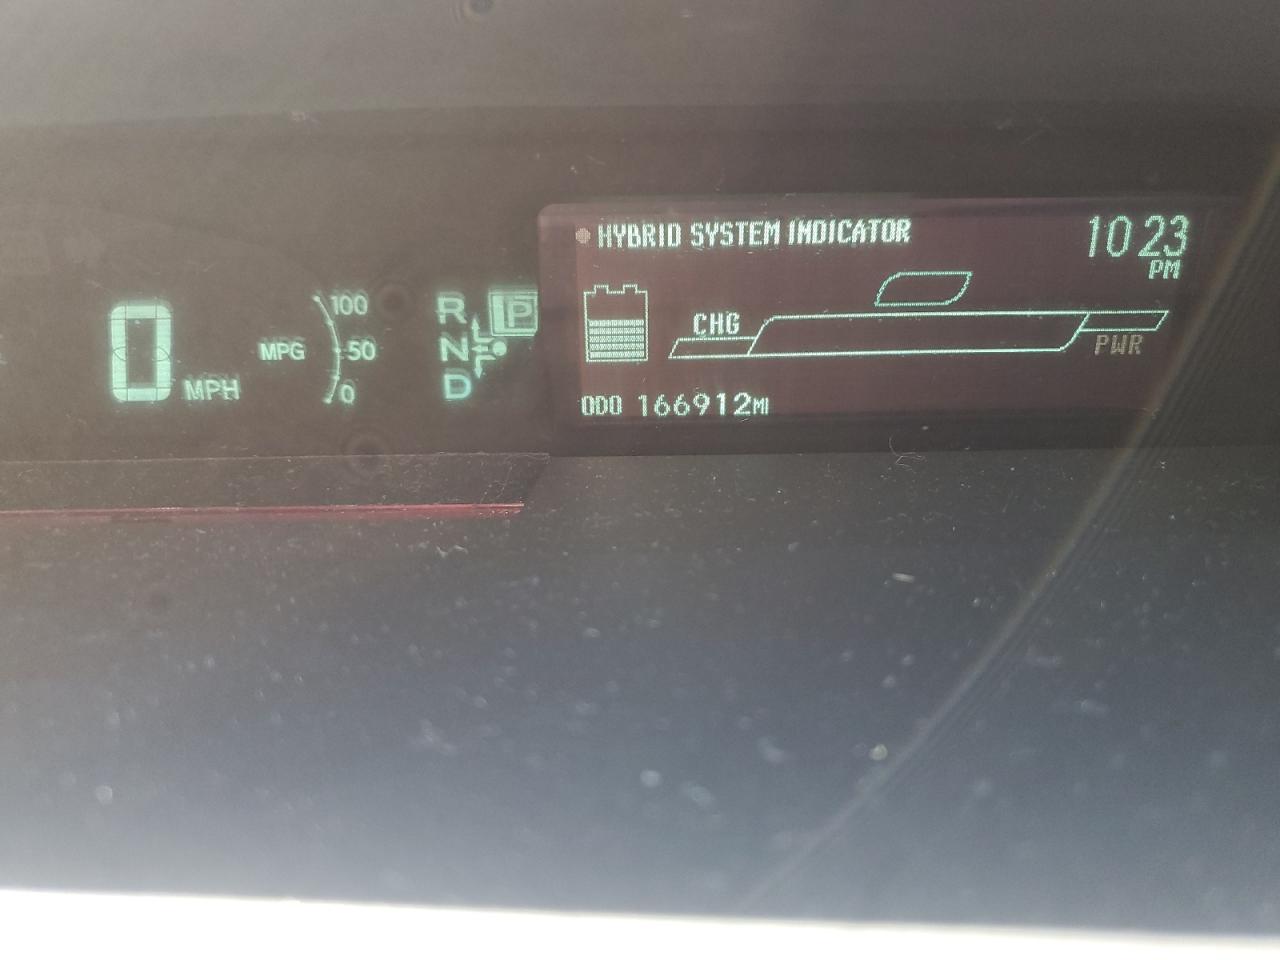 HYBRID SYSTEM INDICATOR
10 23
PM
0 MPH
MPG
100
50
0
R
P
N
D
CHG
PWR
ODO 166912MI